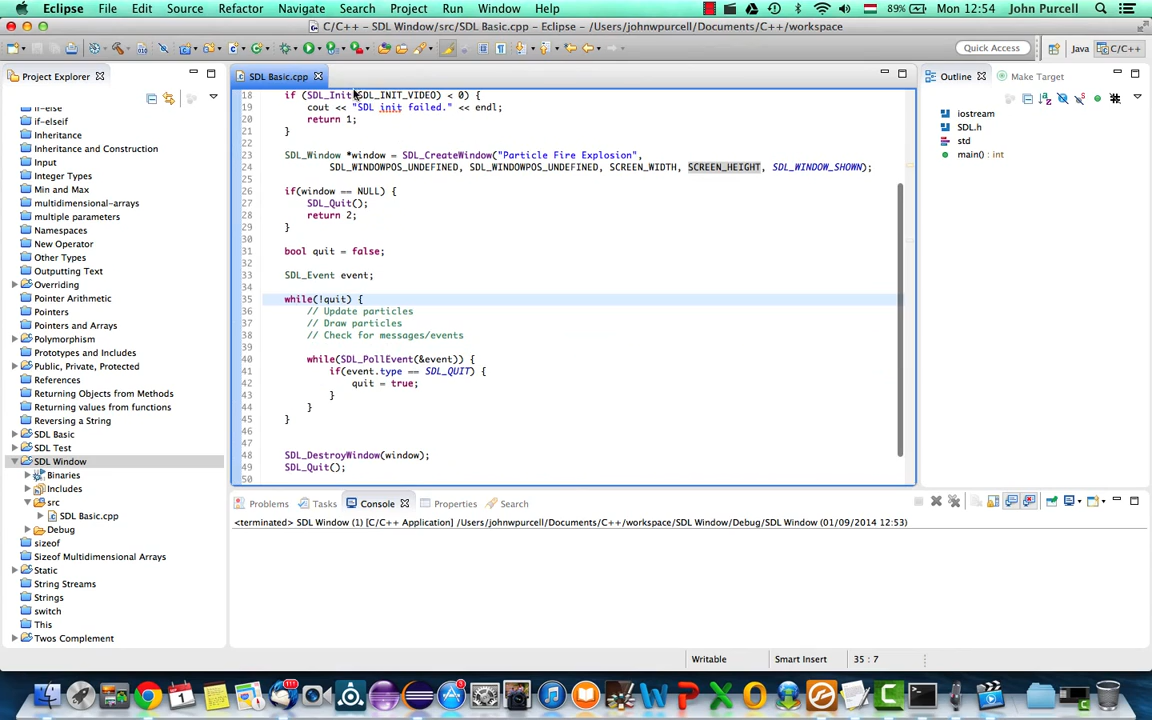 Eclipse File Edit Source Refactor Navigate Search Project Run Window Help 89% Mon 12:54 John Purcell
C/C++ - SDL Window/src/SDL Basic.cpp - Eclipse - /Users/johnwpurcell/Documents/C++/workspace
Quick Access Java C/C++
Project Explorer
if-else
if-elseif
Inheritance
Inheritance and Construction
Input
Integer Types
Min and Max
multidimensional-arrays
multiple parameters
Namespaces
New Operator
Other Types
Outputting Text
Overriding
Pointer Arithmetic
Pointers
Pointers and Arrays
Polymorphism
Prototypes and Includes
Public, Private, Protected
References
Returning Objects from Methods
Returning values from functions
Reversing a String
SDL Basic
SDL Test
SDL Window
Binaries
Includes
src
SDL Basic.cpp
Debug
sizeof
Sizeof Multidimensional Arrays
Static
String Streams
Strings
switch
This
Twos Complement
SDL Basic.cpp
18 if (SDL_Init(SDL_INIT_VIDEO) < 0) {
19 cout << "SDL init failed." << endl;
20 return 1;
21 }
22
23 SDL_Window *window = SDL_CreateWindow("Particle Fire Explosion",
24 SDL_WINDOWPOS_UNDEFINED, SDL_WINDOWPOS_UNDEFINED, SCREEN_WIDTH, SCREEN_HEIGHT, SDL_WINDOW_SHOWN);
25
26 if(window == NULL) {
27 SDL_Quit();
28 return 2;
29 }
30
31 bool quit = false;
32
33 SDL_Event event;
34
35 while(!quit) {
36 // Update particles
37 // Draw particles
38 // Check for messages/events
39
40 while(SDL_PollEvent(&event)) {
41 if(event.type == SDL_QUIT) {
42 quit = true;
43 }
44 }
45 }
46
47
48 SDL_DestroyWindow(window);
49 SDL_Quit();
50
Outline Make Target
iostream
SDL.h
std
main() : int
Problems Tasks Console Properties Search
<terminated> SDL Window (1) [C/C++ Application] /Users/johnwpurcell/Documents/C++/workspace/SDL Window/Debug/SDL Window (01/09/2014 12:53)
Writable Smart Insert 35 : 7